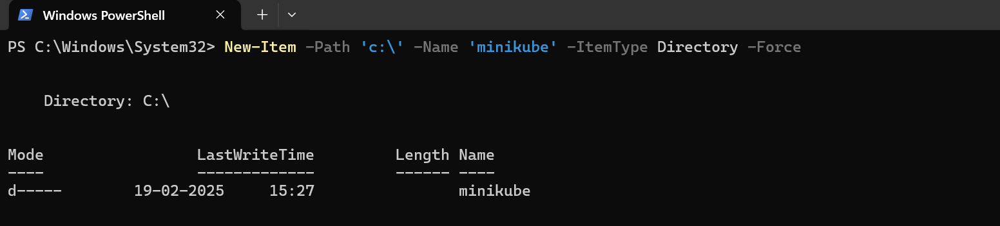 Windows PowerShell
PS C:\Windows\System32> New-Item -Path 'c:\' -Name 'minikube' -ItemType Directory -Force
    Directory: C:\
Mode                 LastWriteTime         Length Name
----                 -------------         ------ ----
d-----        19-02-2025     15:27                minikube